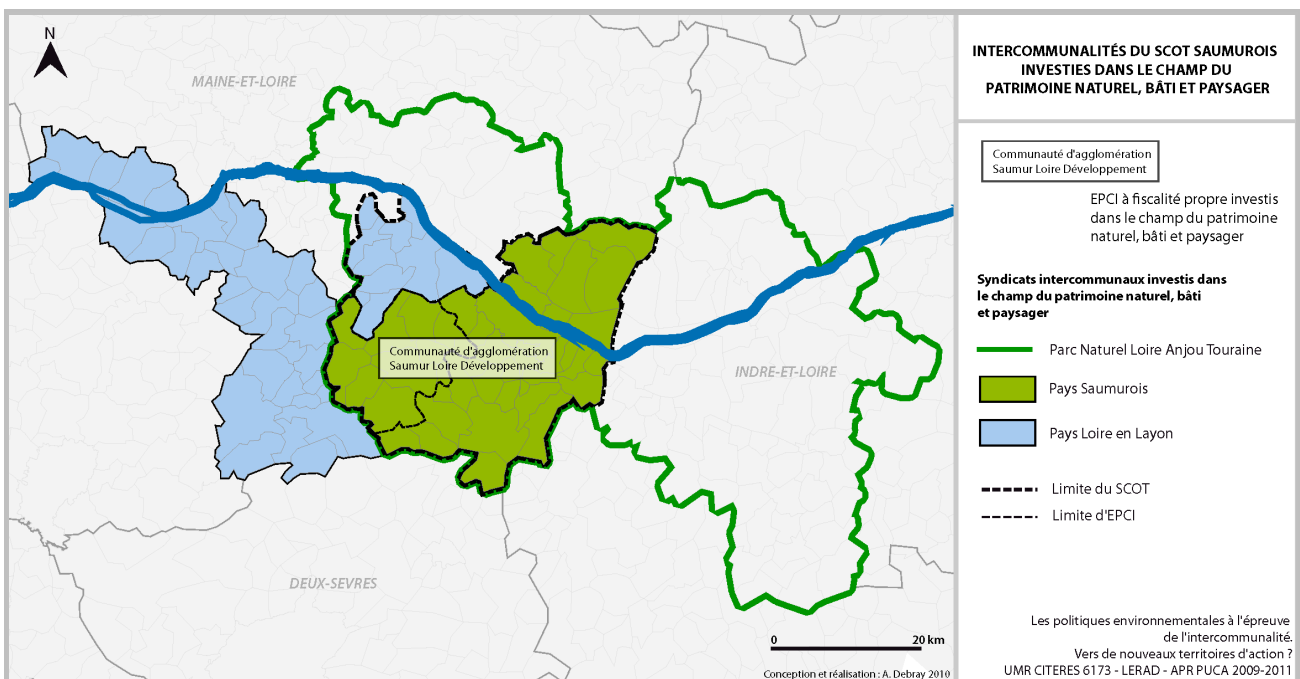 N
MAINE-ET-LOIRE
Communauté d'agglomération
Saumur Loire Développement
INDRE-ET-LOIRE
DEUX-SEVRES
0 20 km
Conception et réalisation : A. Debray 2010
INTERCOMMUNALITÉS DU SCOT SAUMUROIS
INVESTIES DANS LE CHAMP DU
PATRIMOINE NATUREL, BÂTI ET PAYSAGER
Communauté d'agglomération
Saumur Loire Développement
EPCI à fiscalité propre investis
dans le champ du patrimoine
naturel, bâti et paysager
Syndicats intercommunaux investis dans
le champ du patrimoine naturel, bâti
et paysager
Parc Naturel Loire Anjou Touraine
Pays Saumurois
Pays Loire en Layon
Limite du SCOT
Limite d'EPCI
Les politiques environnementales à l'épreuve
de l'intercommunalité.
Vers de nouveaux territoires d'action ?
UMR CITERES 6173 - LERAD - APR PUCA 2009-2011